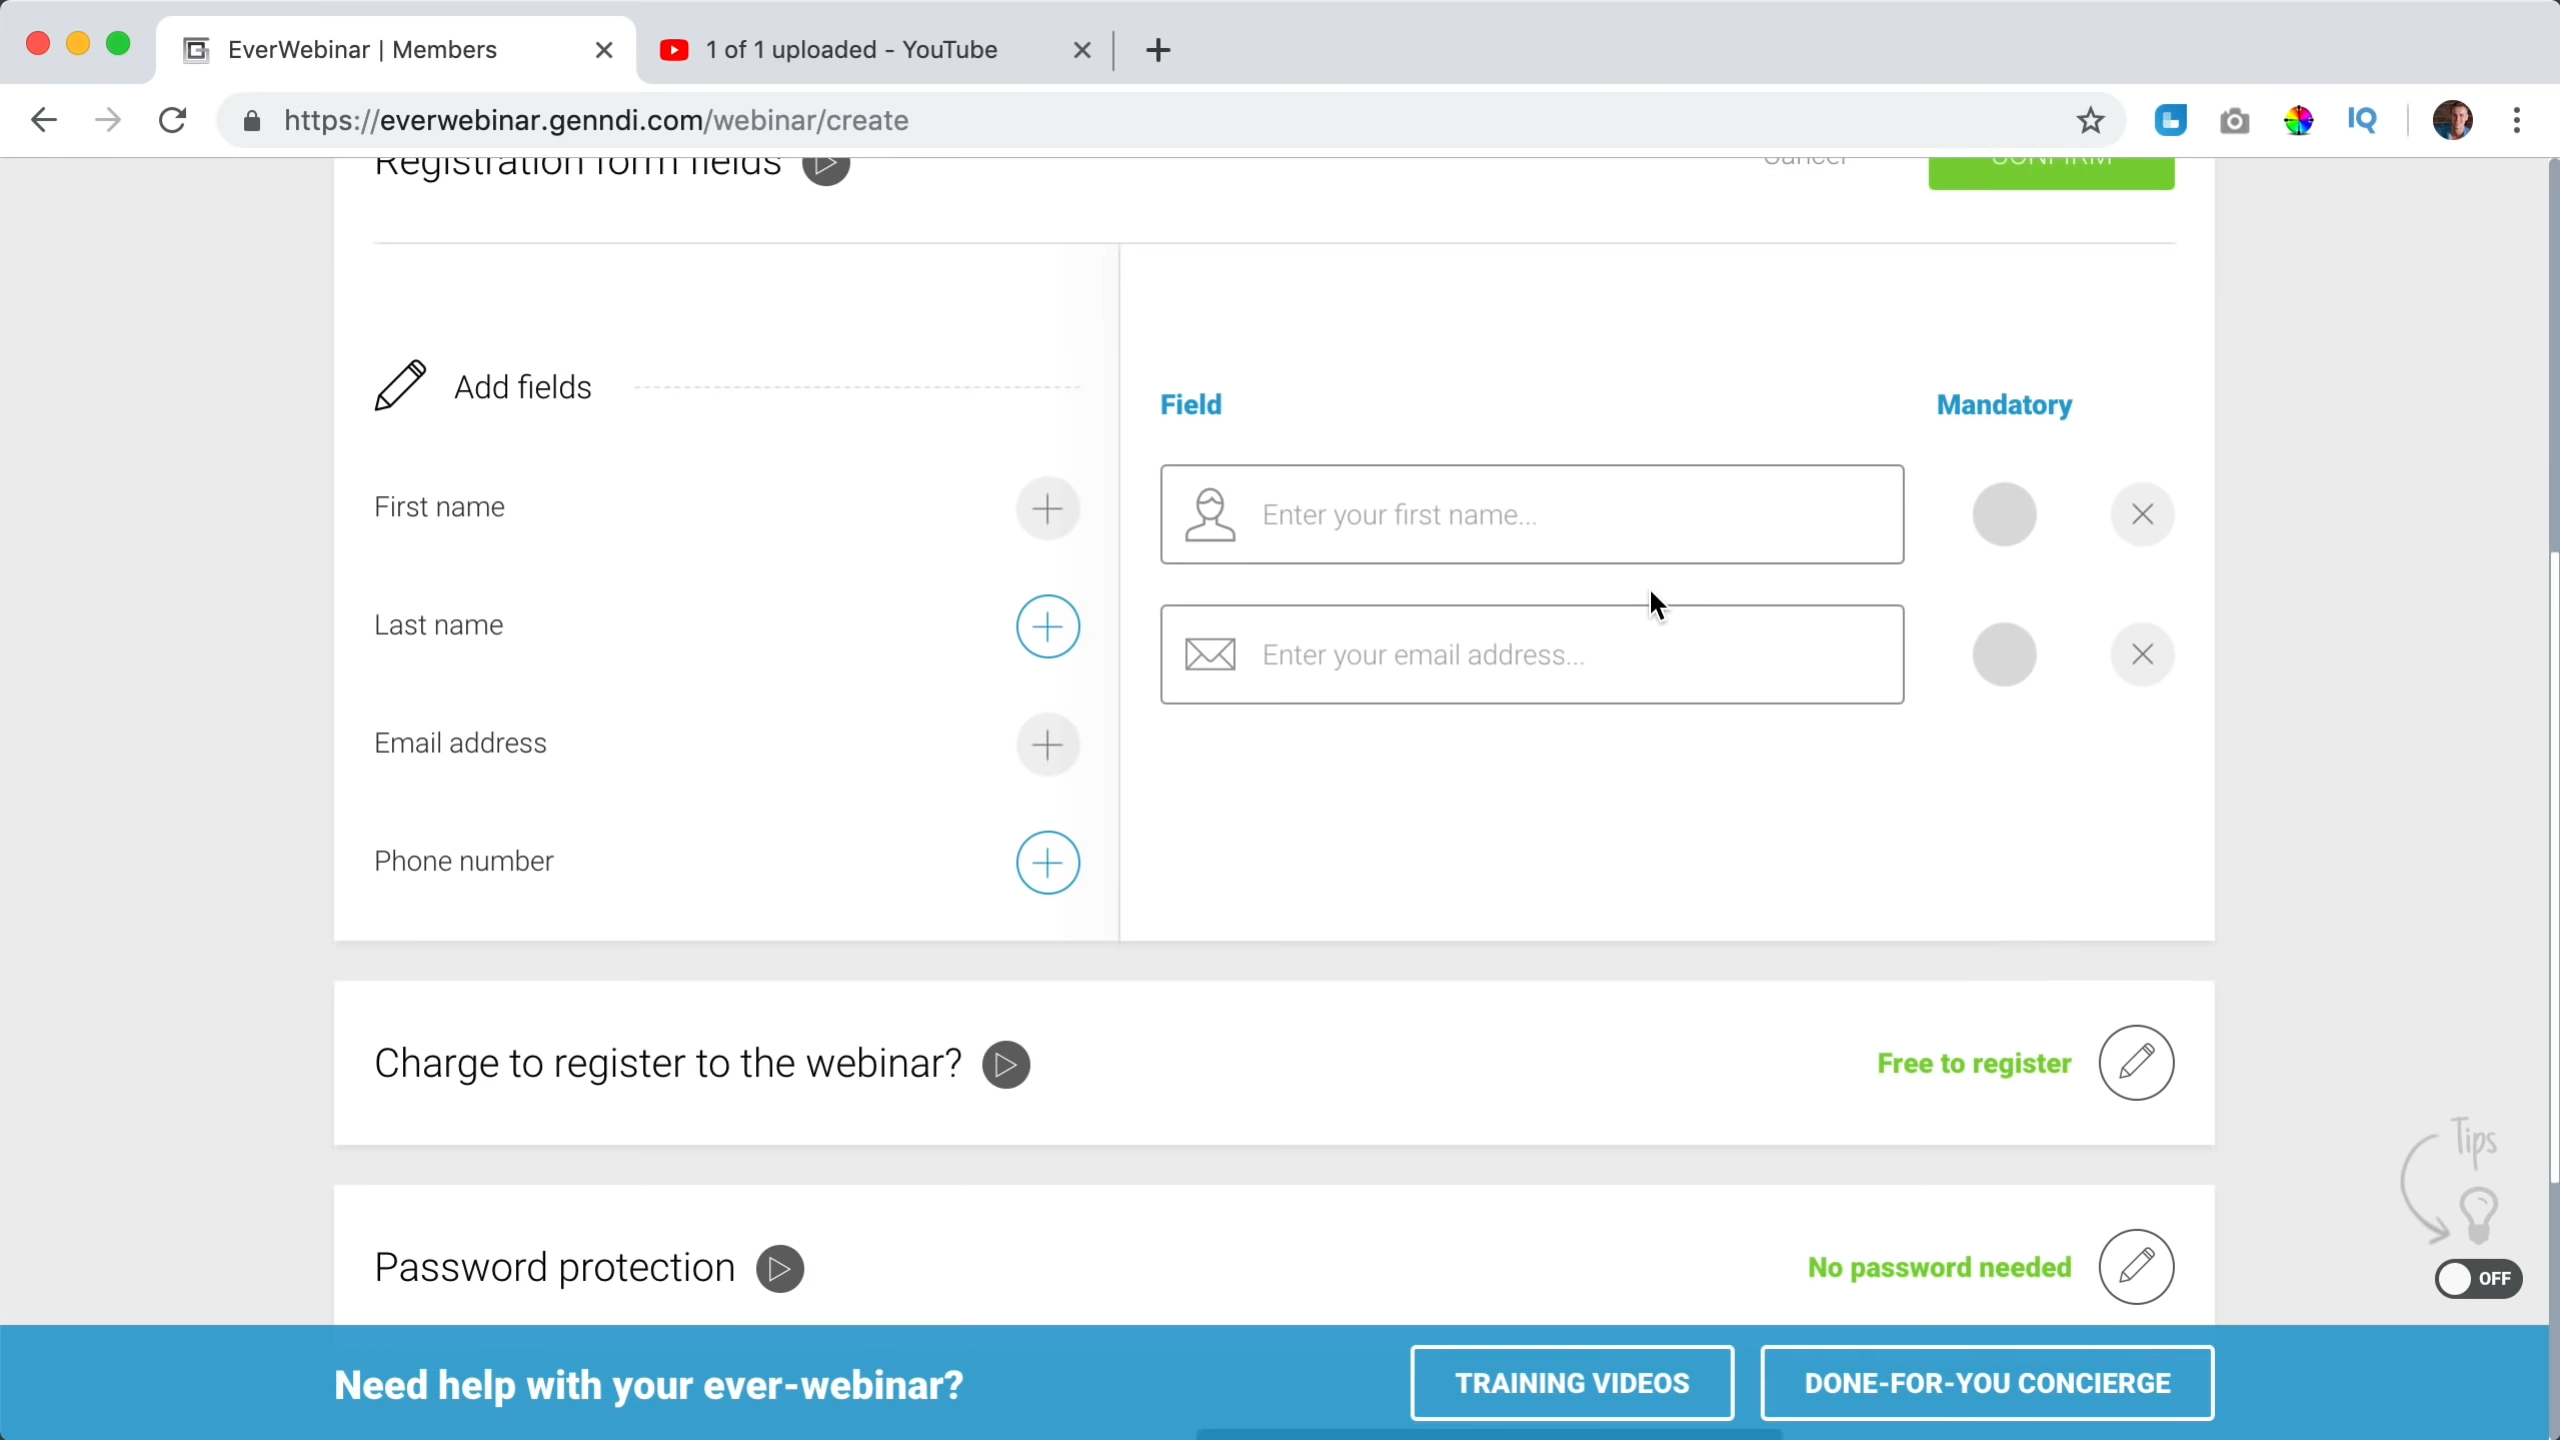 EverWebinar | Members
1 of 1 uploaded - YouTube
https://everwebinar.genndi.com/webinar/create
IQ
Registration form fields
Cancel
CONFIRM
Add fields
Field
Mandatory
First name
Enter your first name...
Last name
Enter your email address...
Email address
Phone number
Charge to register to the webinar?
Free to register
Tips
Password protection
No password needed
OFF
Need help with your ever-webinar?
TRAINING VIDEOS
DONE-FOR-YOU CONCIERGE